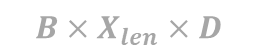 B × X_len × D